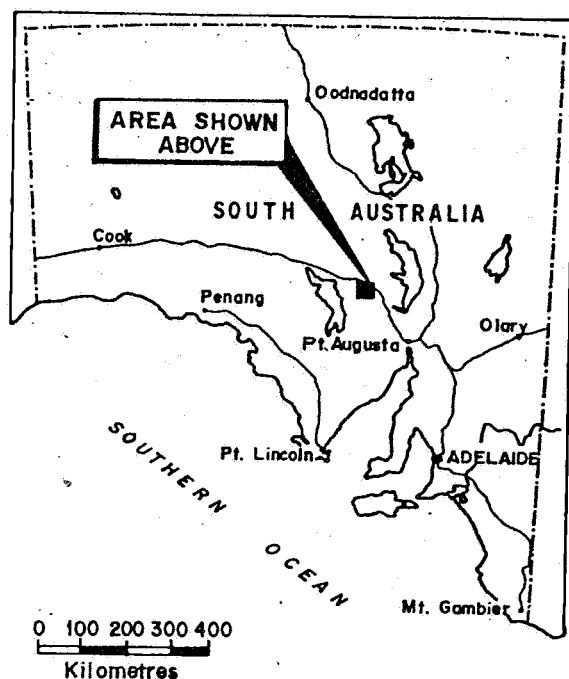 Oodnadatta
AREA SHOWN
ABOVE
SOUTH AUSTRALIA
Cook
Penang
Olary
Pt. Augusta
Pt. Lincoln
ADELAIDE
SOUTHERN
OCEAN
Mt. Gambier
0 100 200 300 400
Kilometres